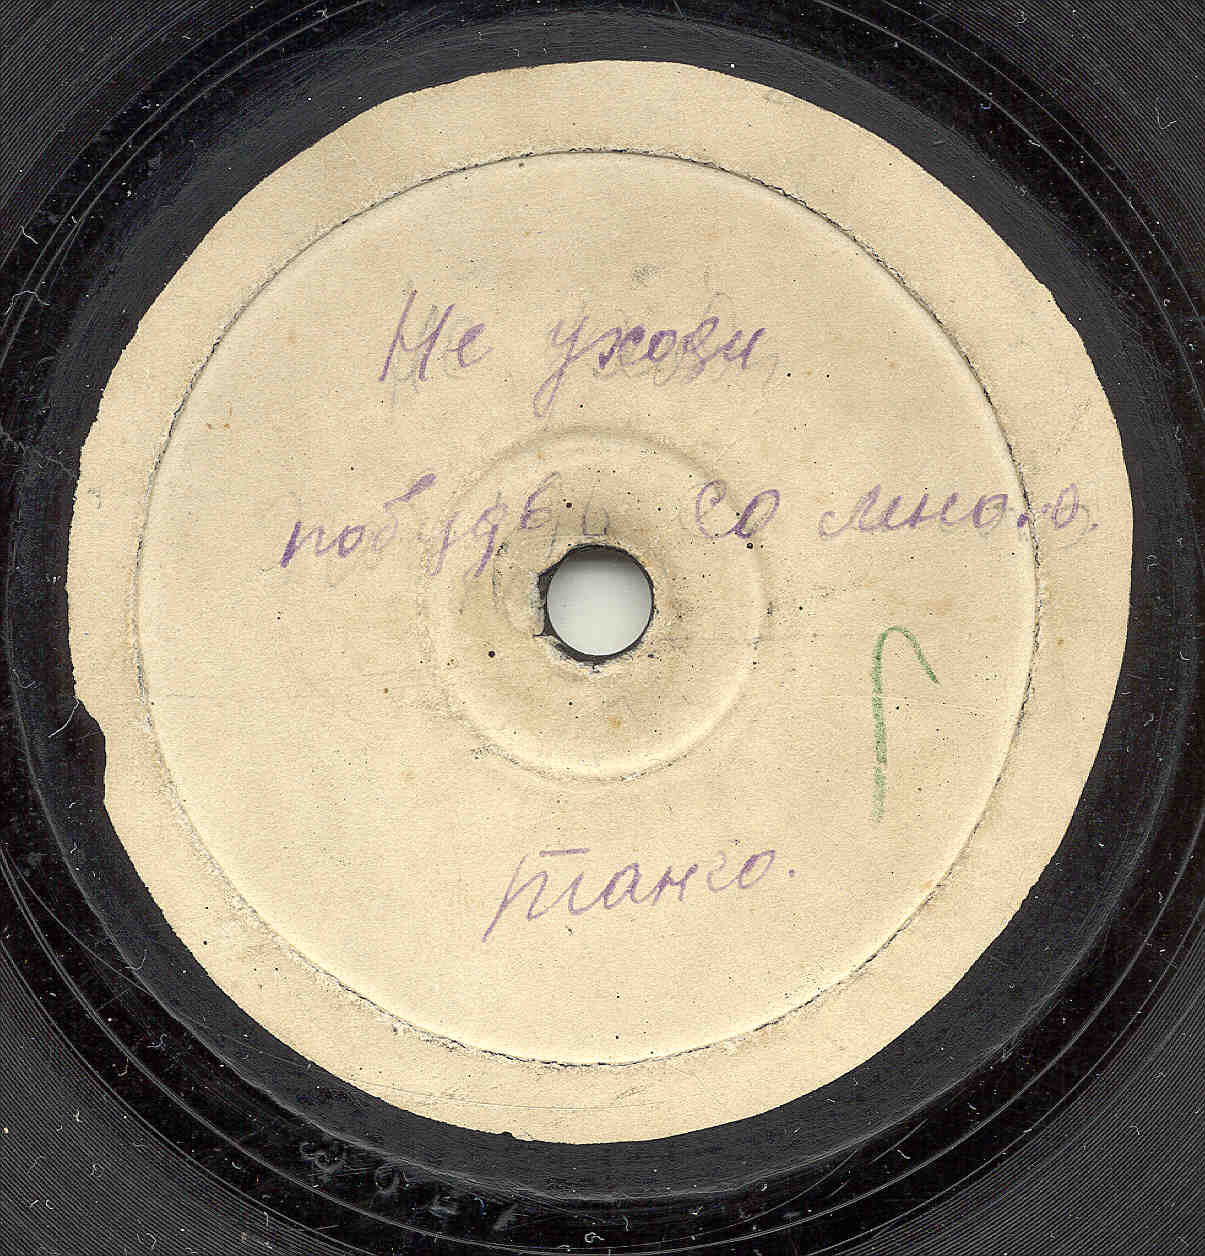 Не уходи
побудь со мною.
Г
Танго.